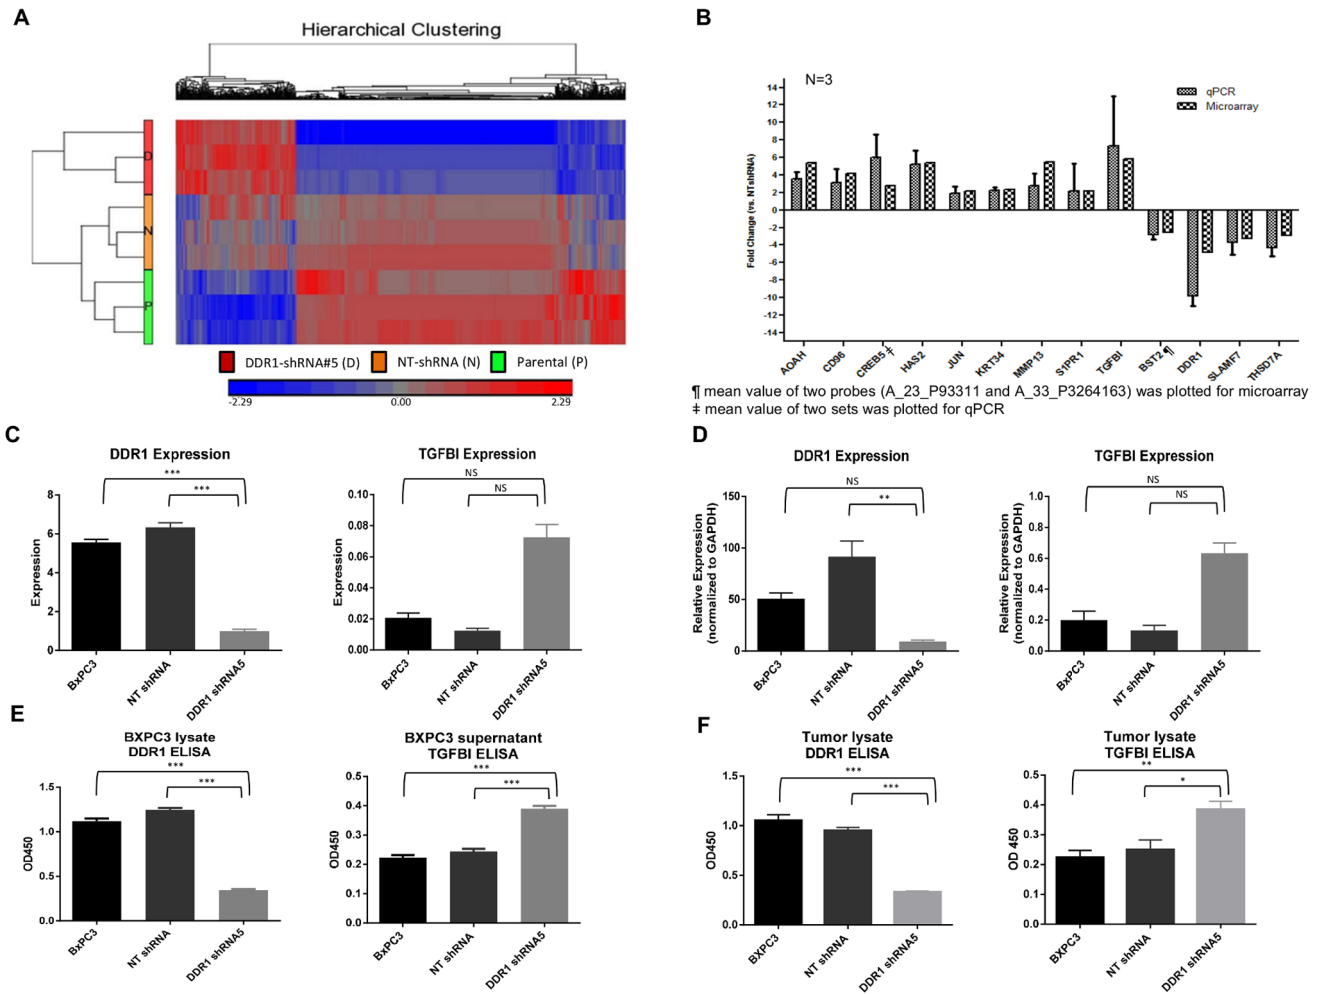 A
Hierarchical Clustering
D
N
P
DDR1-shRNA#5 (D) NT-shRNA (N) Parental (P)
-2.29 0.00 2.29
B
N=3
qPCR
Microarray
Fold Change (vs. NTshRNA)
14
12
10
8
6
4
2
0
-2
-4
-6
-8
-10
-12
-14
AOAH CD96 CREB5 ‡ HAS2 JUN KRT34 MMP13 S1PR1 TGFBI BST2 ¶ DDR1 SLAMF7 THSD7A
¶ mean value of two probes (A_23_P93311 and A_33_P3264163) was plotted for microarray
‡ mean value of two sets was plotted for qPCR
C
DDR1 Expression
***
***
Expression
8
6
4
2
0
BxPC3 NT shRNA DDR1 shRNA5
TGFBI Expression
NS
NS
Expression
0.10
0.08
0.06
0.04
0.02
0.00
BxPC3 NT shRNA DDR1 shRNA5
D
DDR1 Expression
NS
**
Relative Expression
(normalized to GAPDH)
150
100
50
0
BxPC3 NT shRNA DDR1 shRNA5
TGFBI Expression
NS
NS
Relative Expression
(normalized to GAPDH)
1.0
0.8
0.6
0.4
0.2
0.0
BxPC3 NT shRNA DDR1 shRNA5
E
BXPC3 lysate
DDR1 ELISA
***
***
OD450
1.5
1.0
0.5
0.0
BxPC3 NT shRNA DDR1 shRNA5
BXPC3 supernatant
TGFBI ELISA
***
***
OD450
0.5
0.4
0.3
0.2
0.1
0.0
BxPC3 NT shRNA DDR1 shRNA5
F
Tumor lysate
DDR1 ELISA
***
***
OD450
1.5
1.0
0.5
0.0
BXPC3 NT shRNA DDR1 shRNA5
Tumor lysate
TGFBI ELISA
**
*
OD 450
0.5
0.4
0.3
0.2
0.1
0.0
BXPC3 NT shRNA DDR1 shRNA5